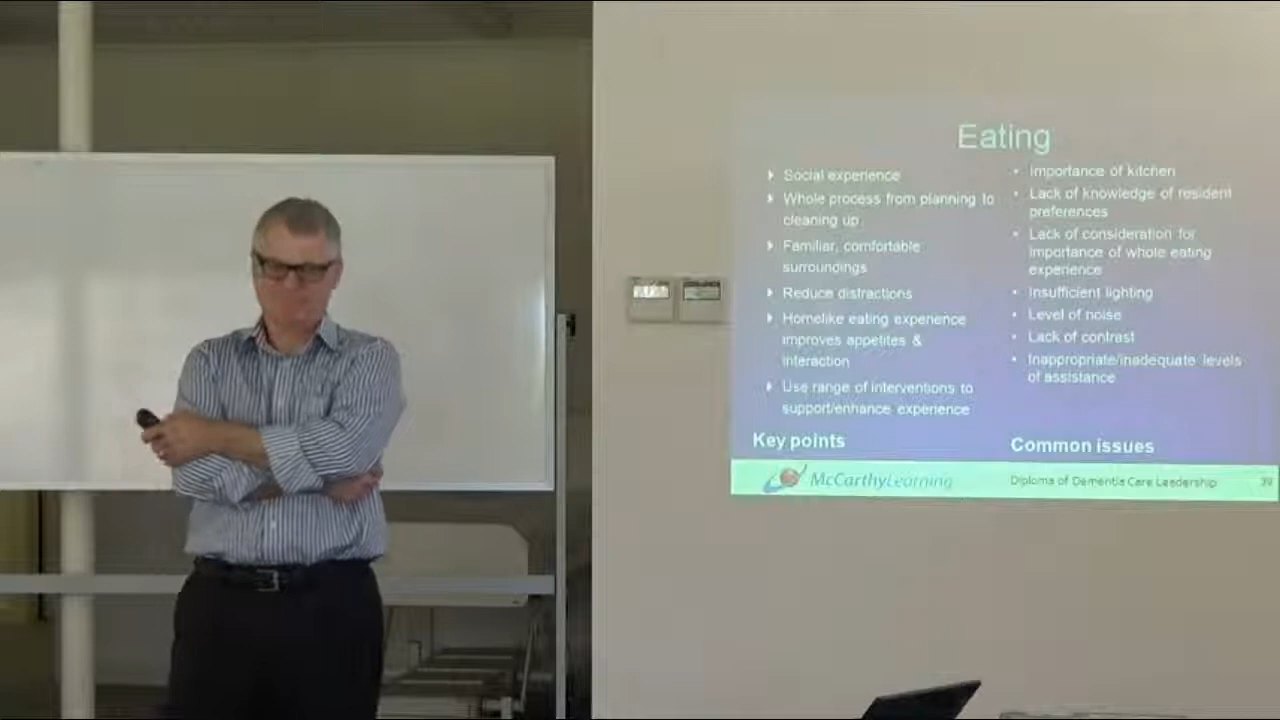 Eating
Social experience
Whole process from planning to
cleaning up
Familiar, comfortable
surroundings
Reduce distractions
Homelike eating experience
improves appetites &
interaction
Use range of interventions to
support/enhance experience
Key points
Importance of kitchen
Lack of knowledge of resident
preferences
Lack of consideration for
importance of whole eating
experience
Insufficient lighting
Level of noise
Lack of contrast
Inappropriate/inadequate levels
of assistance
Common issues
McCarthyLearning
Diploma of Dementia Care Leadership
39